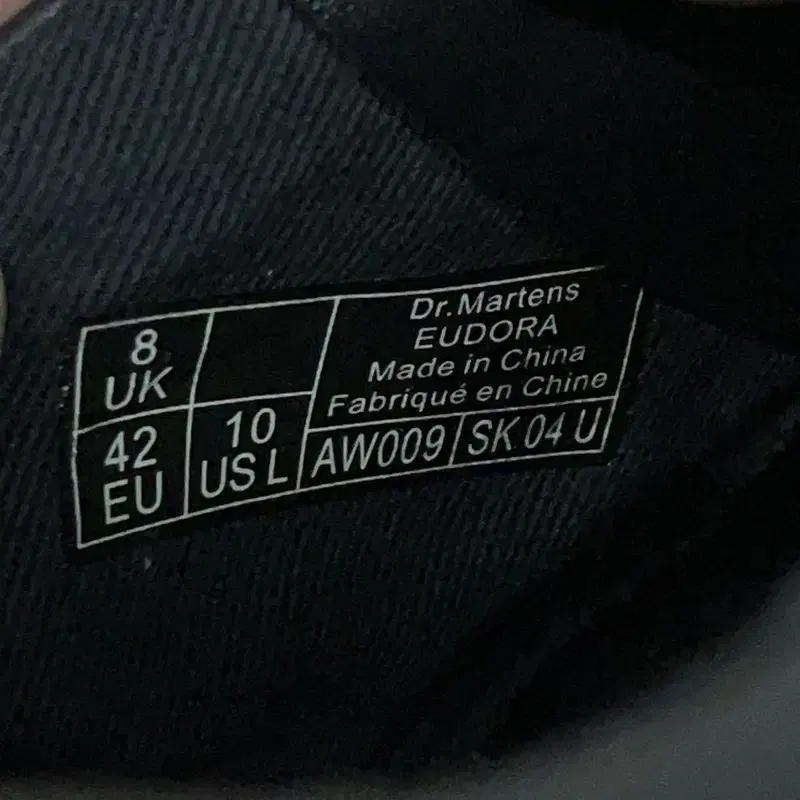 8
UK
42
EU
10
US L
Dr.Martens
EUDORA
Made in China
Fabriqué en Chine
AW009
SK 04 U